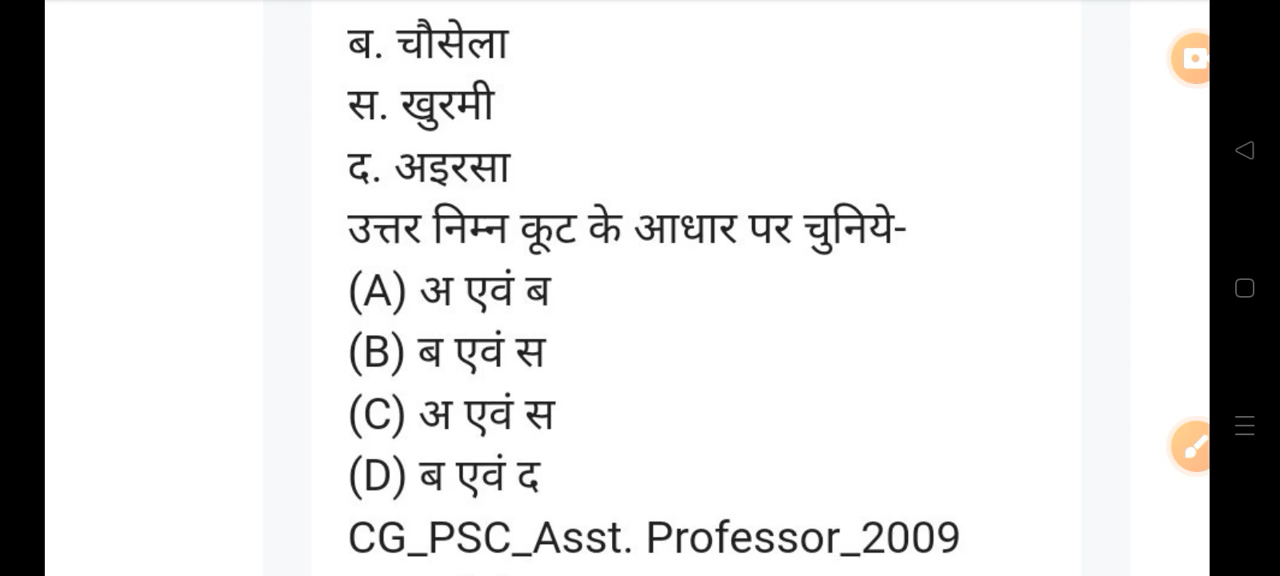 ब. चौसेला
स. खुरमी
द. अइरसा
उत्तर निम्न कूट के आधार पर चुनिये-
(A) अ एवं ब
(B) ब एवं स
(C) अ एवं स
(D) ब एवं द
CG_PSC_Asst. Professor_2009